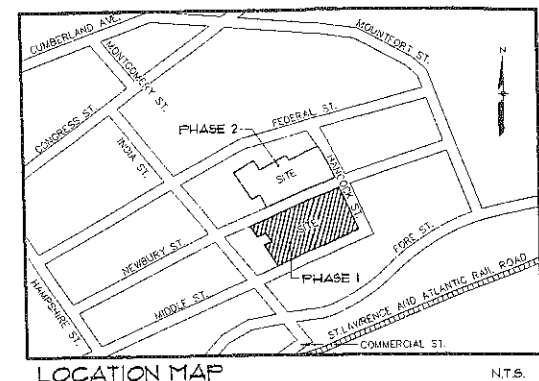 CUMBERLAND AVE.
MONTGOMERY ST.
MOUNTFORT ST.
N
CONGRESS ST.
FEDERAL ST.
PHASE 2
INDIA ST.
SITE
HANCOCK ST.
SITE
NEWBURY ST.
FORE ST.
PHASE 1
HAMPSHIRE ST.
MIDDLE ST.
ST. LAWRENCE AND ATLANTIC RAIL ROAD
COMMERCIAL ST.
LOCATION MAP
N.T.S.